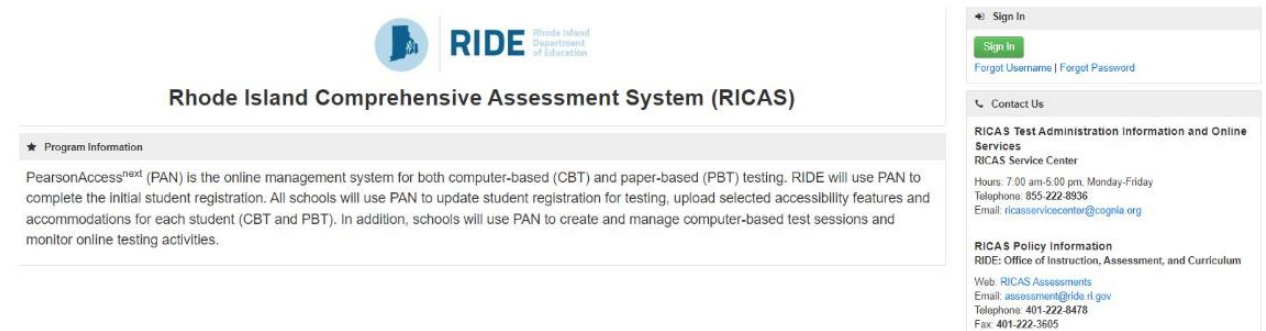 RIDE
Rhode Island
Department
of Education
Rhode Island Comprehensive Assessment System (RICAS)
Program Information
PearsonAccessnext (PAN) is the online management system for both computer-based (CBT) and paper-based (PBT) testing. RIDE will use PAN to
complete the initial student registration. All schools will use PAN to update student registration for testing, upload selected accessibility features and
accommodations for each student (CBT and PBT). In addition, schools will use PAN to create and manage computer-based test sessions and
monitor online testing activities.
Sign In
Sign In
Forgot Username | Forgot Password
Contact Us
RICAS Test Administration Information and Online
Services
RICAS Service Center
Hours: 7:00 am-5:00 pm, Monday-Friday
Telephone: 855-222-8936
Email: ricasservicecenter@cognia.org
RICAS Policy Information
RIDE: Office of Instruction, Assessment, and Curriculum
Web: RICAS Assessments
Email: assessment@ride.ri.gov
Telephone: 401-222-8478
Fax: 401-222-3605